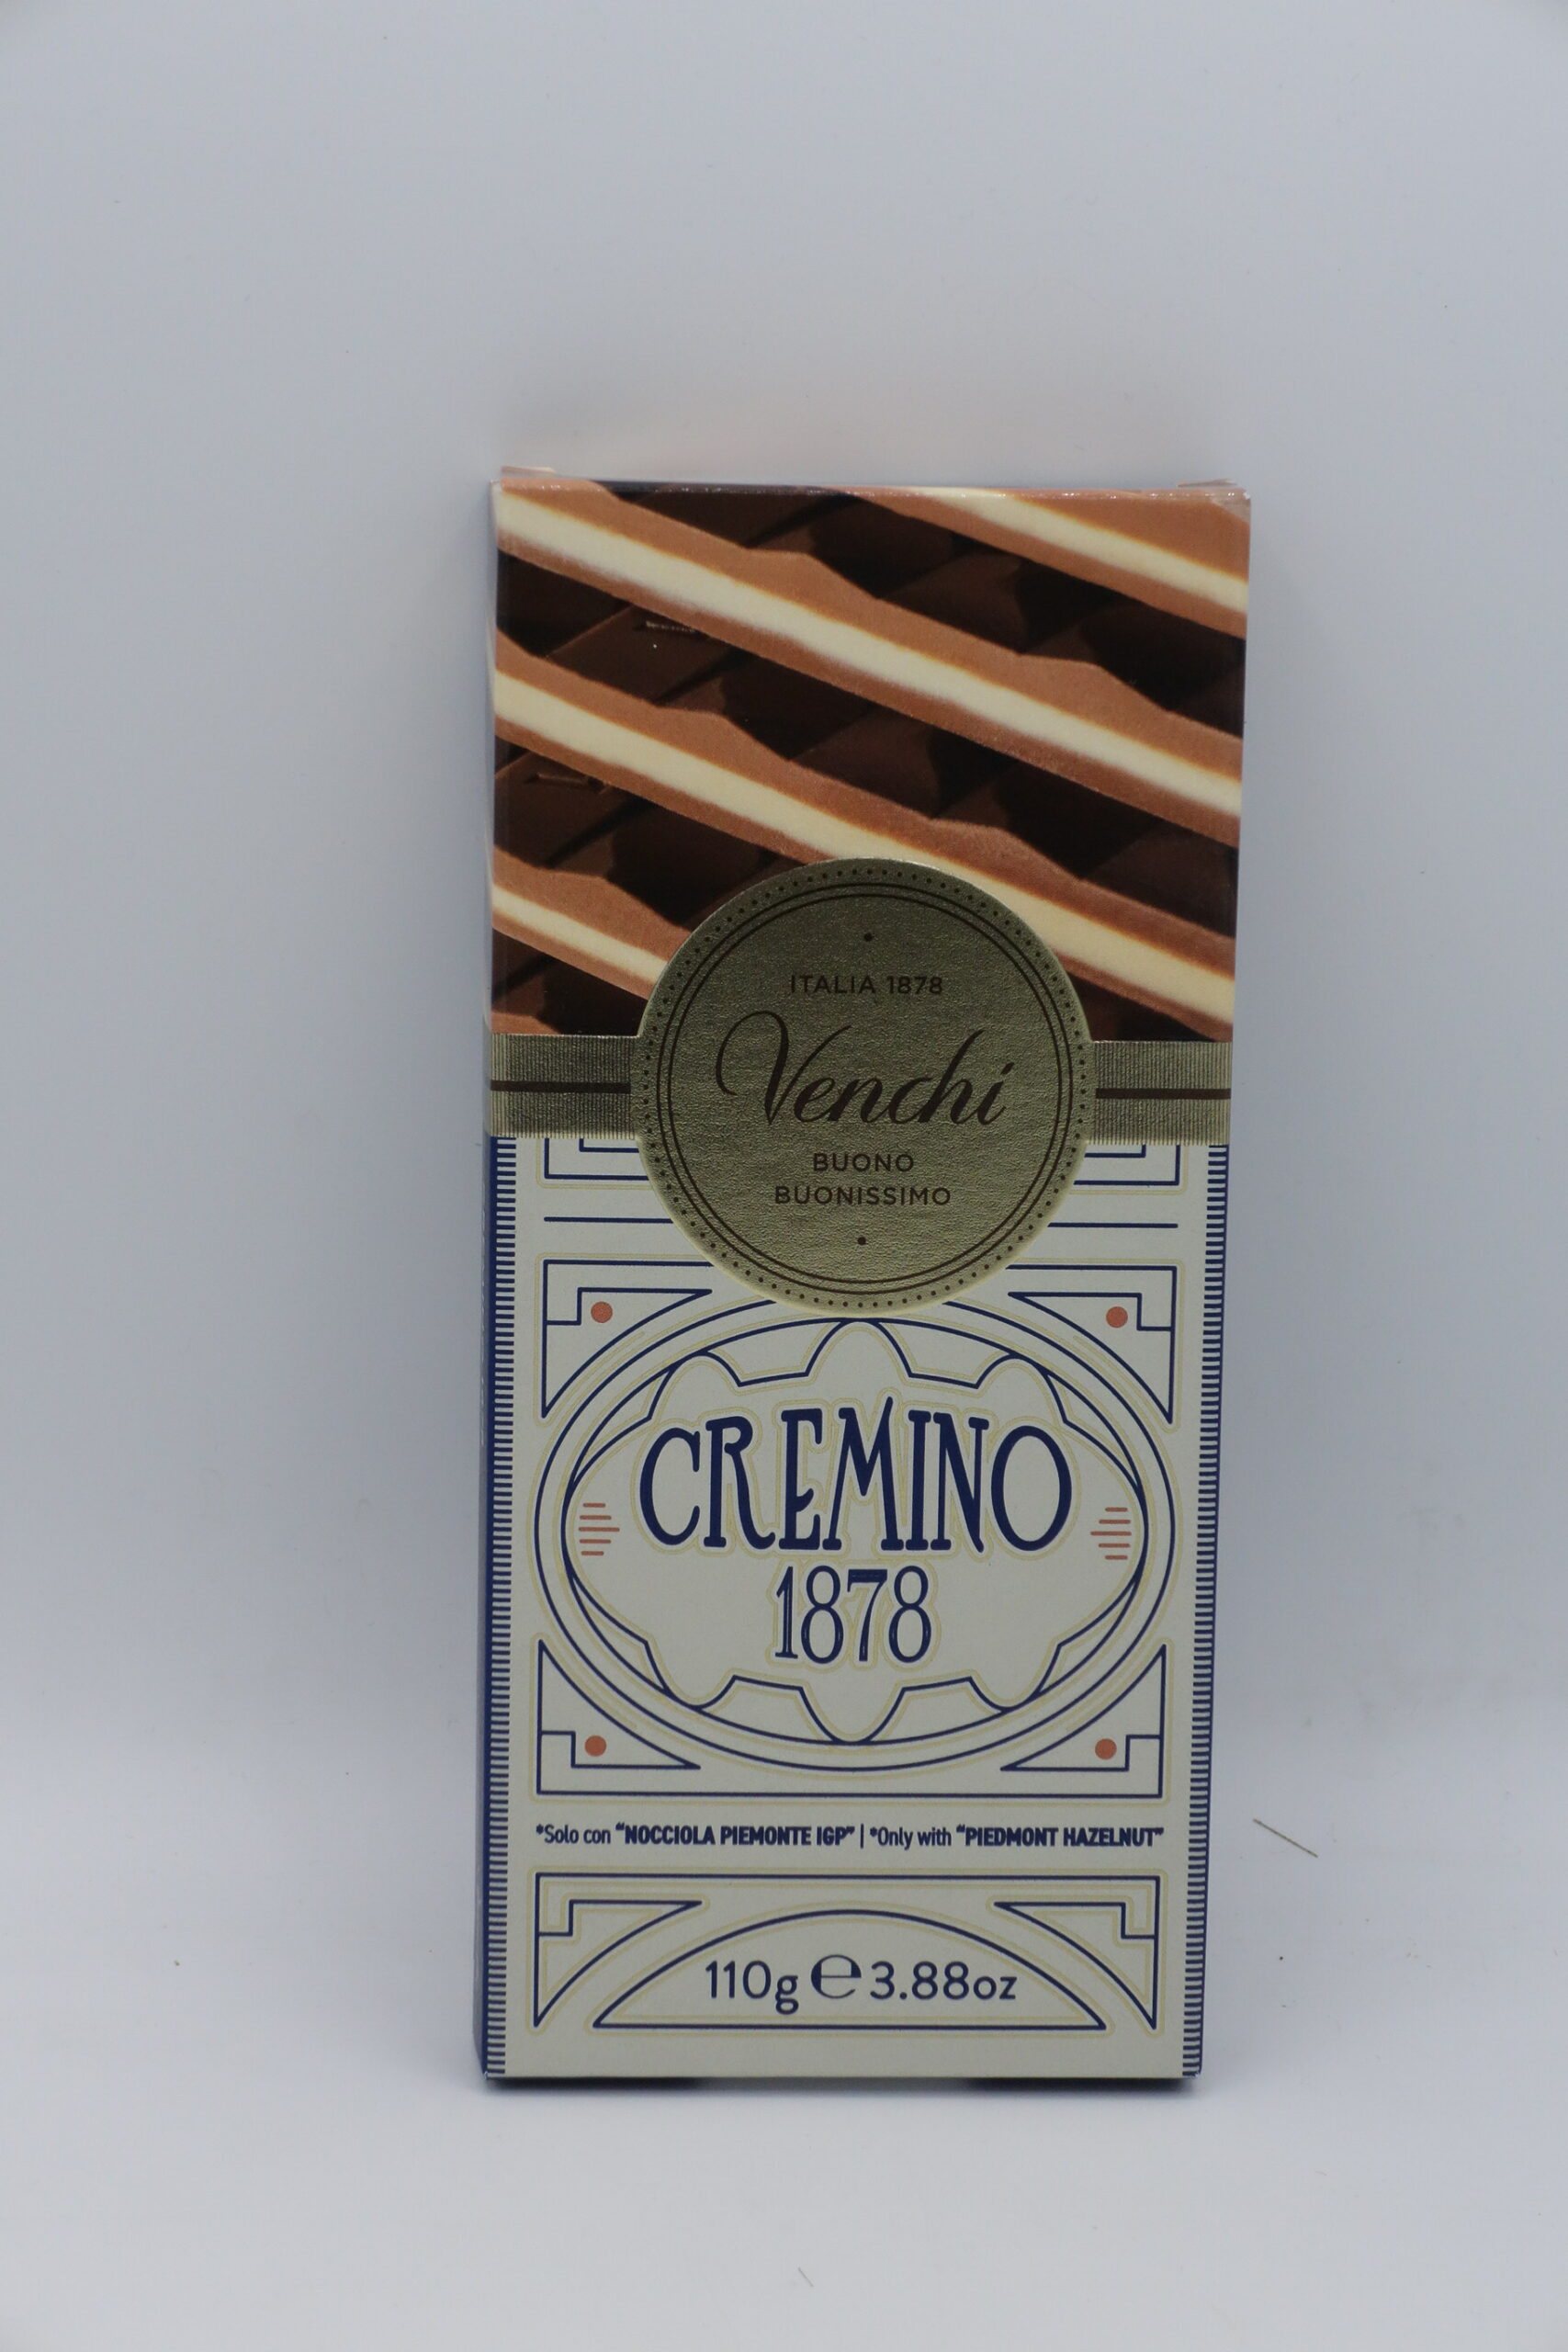 ITALIA 1878
Venchi
BUONO
BUONISSIMO
CREMINO
1878
*Solo con “NOCCIOLA PIEMONTE IGP” | *Only with “PIEDMONT HAZELNUT”
110g ℮ 3.88oz